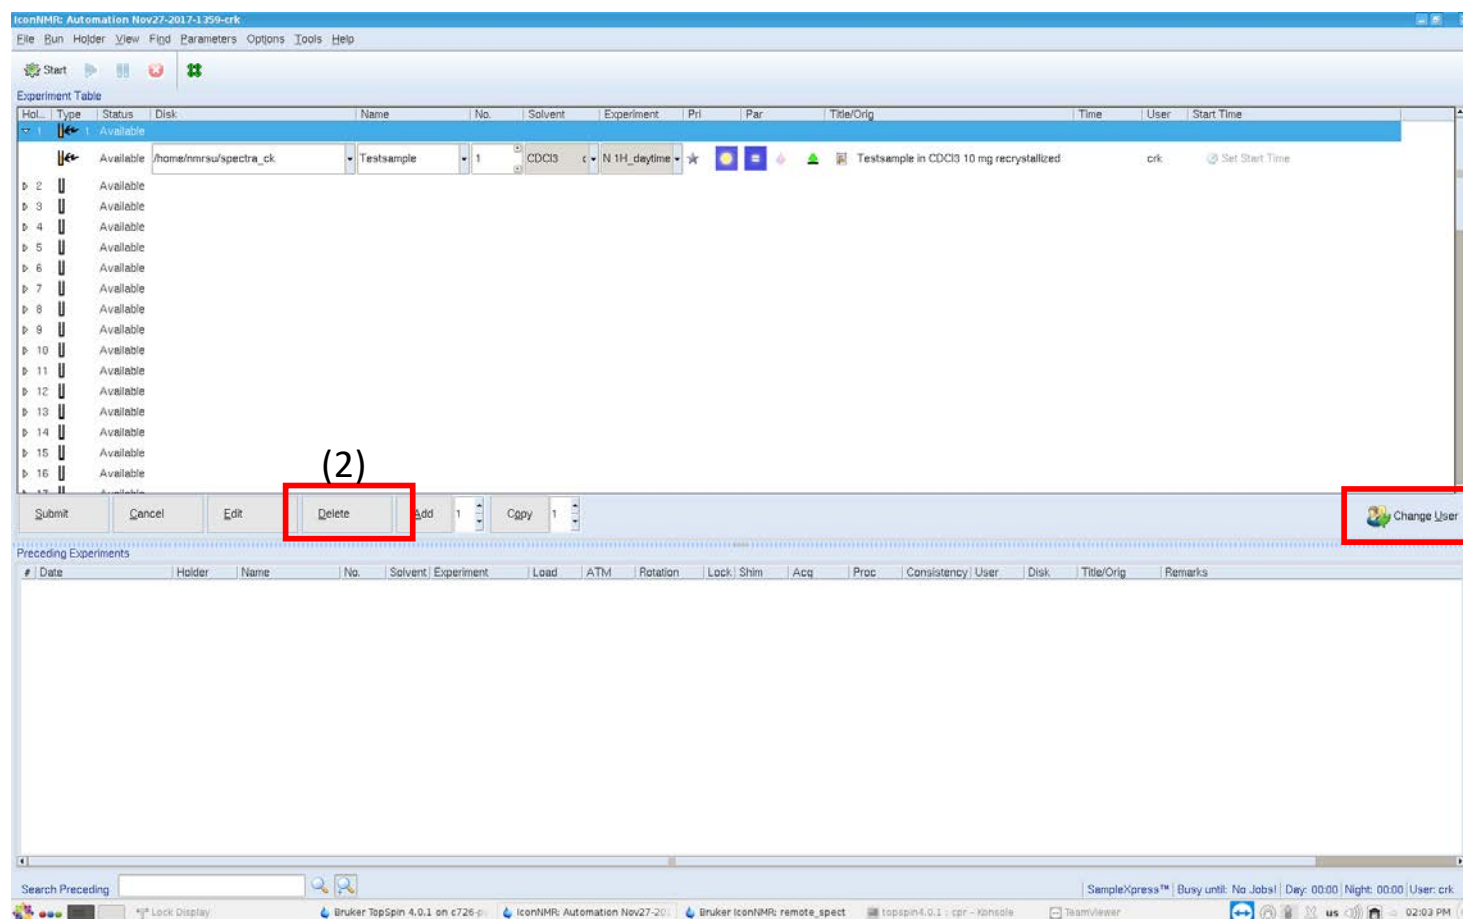 IconNMR: Automation Nov27-2017-1359-crk
File Run Holder View Find Parameters Options Tools Help
Start
Experiment Table
Hol... Type Status Disk Name No. Solvent Experiment Pri Par Title/Orig Time User Start Time
1 1 Available
Available /home/nmrsu/spectra_ck Testsample 1 CDCl3 c N 1H_daytime Testsample in CDCl3 10 mg recrystallized crk Set Start Time
2 Available
3 Available
4 Available
5 Available
6 Available
7 Available
8 Available
9 Available
10 Available
11 Available
12 Available
13 Available
14 Available
15 Available
16 Available
17 Available
(2)
Submit Cancel Edit Delete Add 1 Copy 1 Change User
Preceding Experiments
# Date Holder Name No. Solvent Experiment Load ATM Rotation Lock Shim Acq Proc Consistency User Disk Title/Orig Remarks
Search Preceding SampleXpress™ Busy until: No Jobs! Day: 00:00 Night: 00:00 User: crk
Lock Display Bruker TopSpin 4.0.1 on c726-p IconNMR: Automation Nov27-20 Bruker IconNMR: remote_spect topspin4.0.1 : cpr - Konsole TeamViewer us 02:03 PM